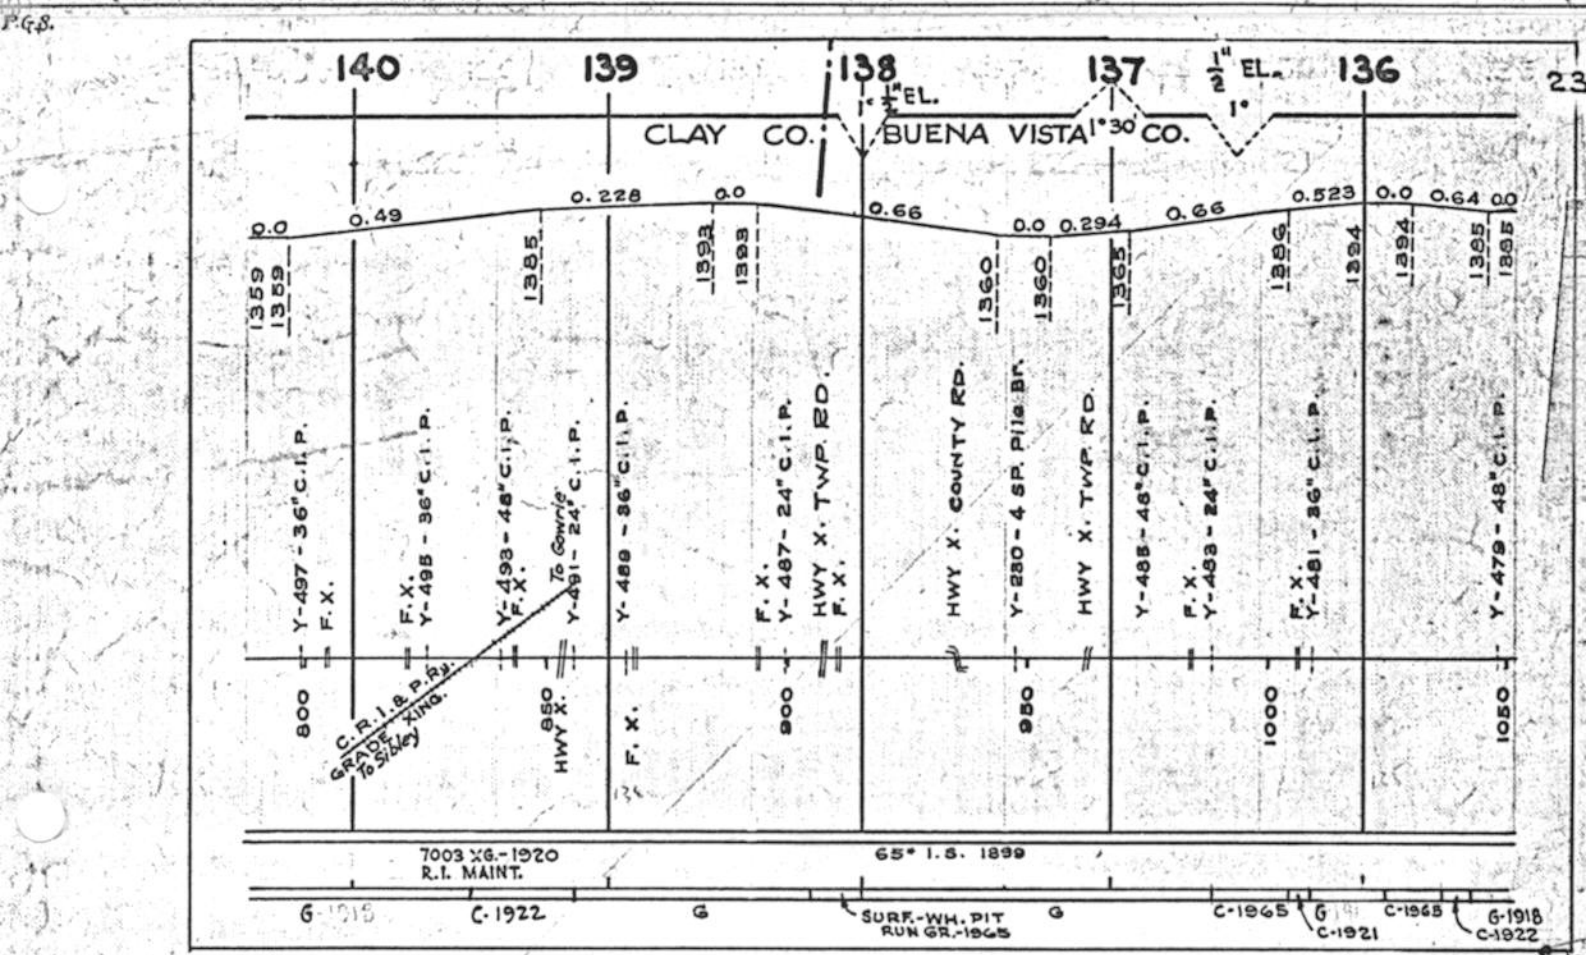 P.G.S.
140 139 138 137 1/2" EL. 136 23
1° 1/2" EL. 1°
CLAY CO. BUENA VISTA 1°30' CO.
0.0 0.49 0.228 0.0 0.66 0.0 0.294 0.66 0.523 0.0 0.64 0.0
1359 1359 1385 1393 1393 1360 1360 1365 1386 1394 1394 1385 1385
Y-497-36" C.I.P.
F.X.
F.X.
Y-495-36" C.I.P.
Y-493-48" C.I.P.
F.X.
To Gowrie
Y-491-24" C.I.P.
Y-489-36" C.I.P.
F.X.
Y-487-24" C.I.P.
HWY X. TWP. RD.
F.X.
HWY X. COUNTY RD.
Y-280-4 SP. Pile Br.
HWY X. TWP. RD.
Y-485-48" C.I.P.
F.X.
Y-483-24" C.I.P.
F.X.
Y-481-36" C.I.P.
Y-479-48" C.I.P.
800
C.R.I.&P.Ry.
GRADE XING.
To Sibley
850
HWY X.
F.X.
900
950
1000
1050
7003 XG.-1920 65# I.S. 1899
R.I. MAINT.
G-1918 C-1922 G SURF.-WH. PIT G C-1965 G C-1965 G-1918
RUN GR.-1965 C-1921 C-1922